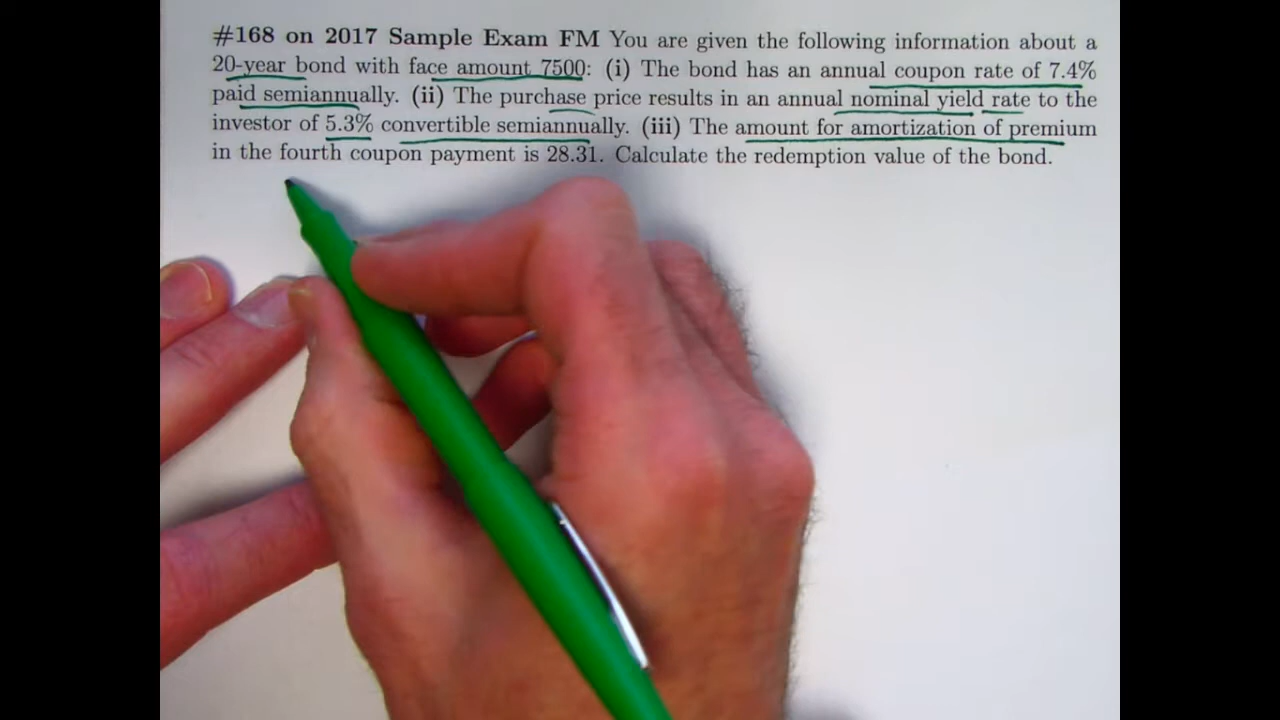 #168 on 2017 Sample Exam FM You are given the following information about a
20-year bond with face amount 7500: (i) The bond has an annual coupon rate of 7.4%
paid semiannually. (ii) The purchase price results in an annual nominal yield rate to the
investor of 5.3% convertible semiannually. (iii) The amount for amortization of premium
in the fourth coupon payment is 28.31. Calculate the redemption value of the bond.